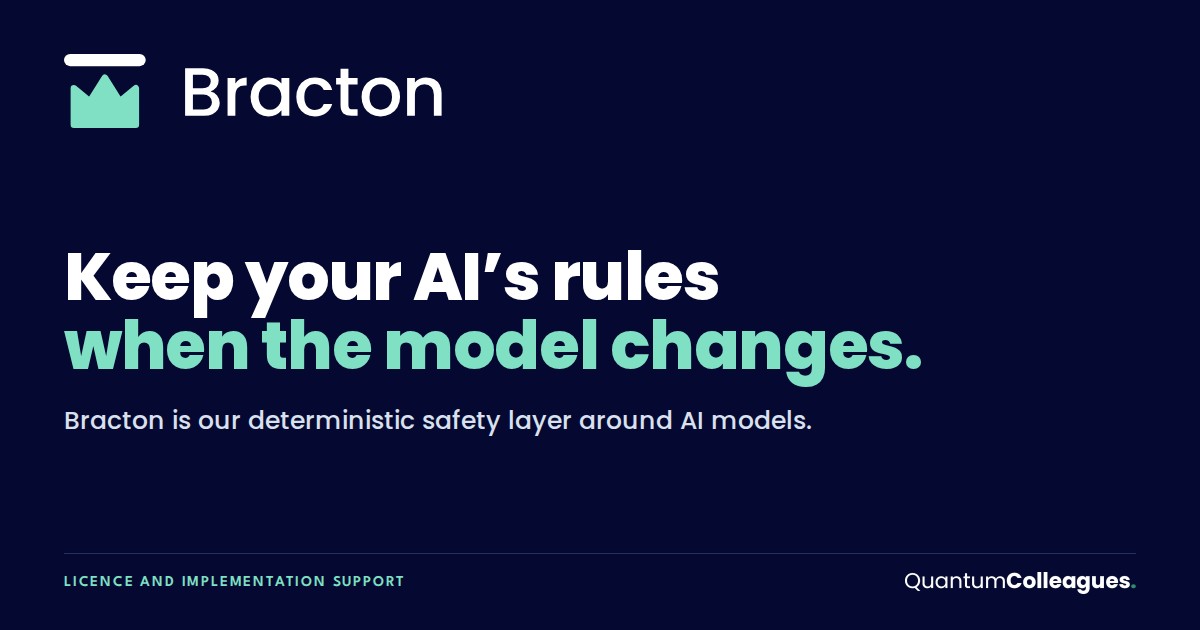 Bracton
Keep your AI’s rules
when the model changes.
Bracton is our deterministic safety layer around AI models.
LICENCE AND IMPLEMENTATION SUPPORT
QuantumColleagues.